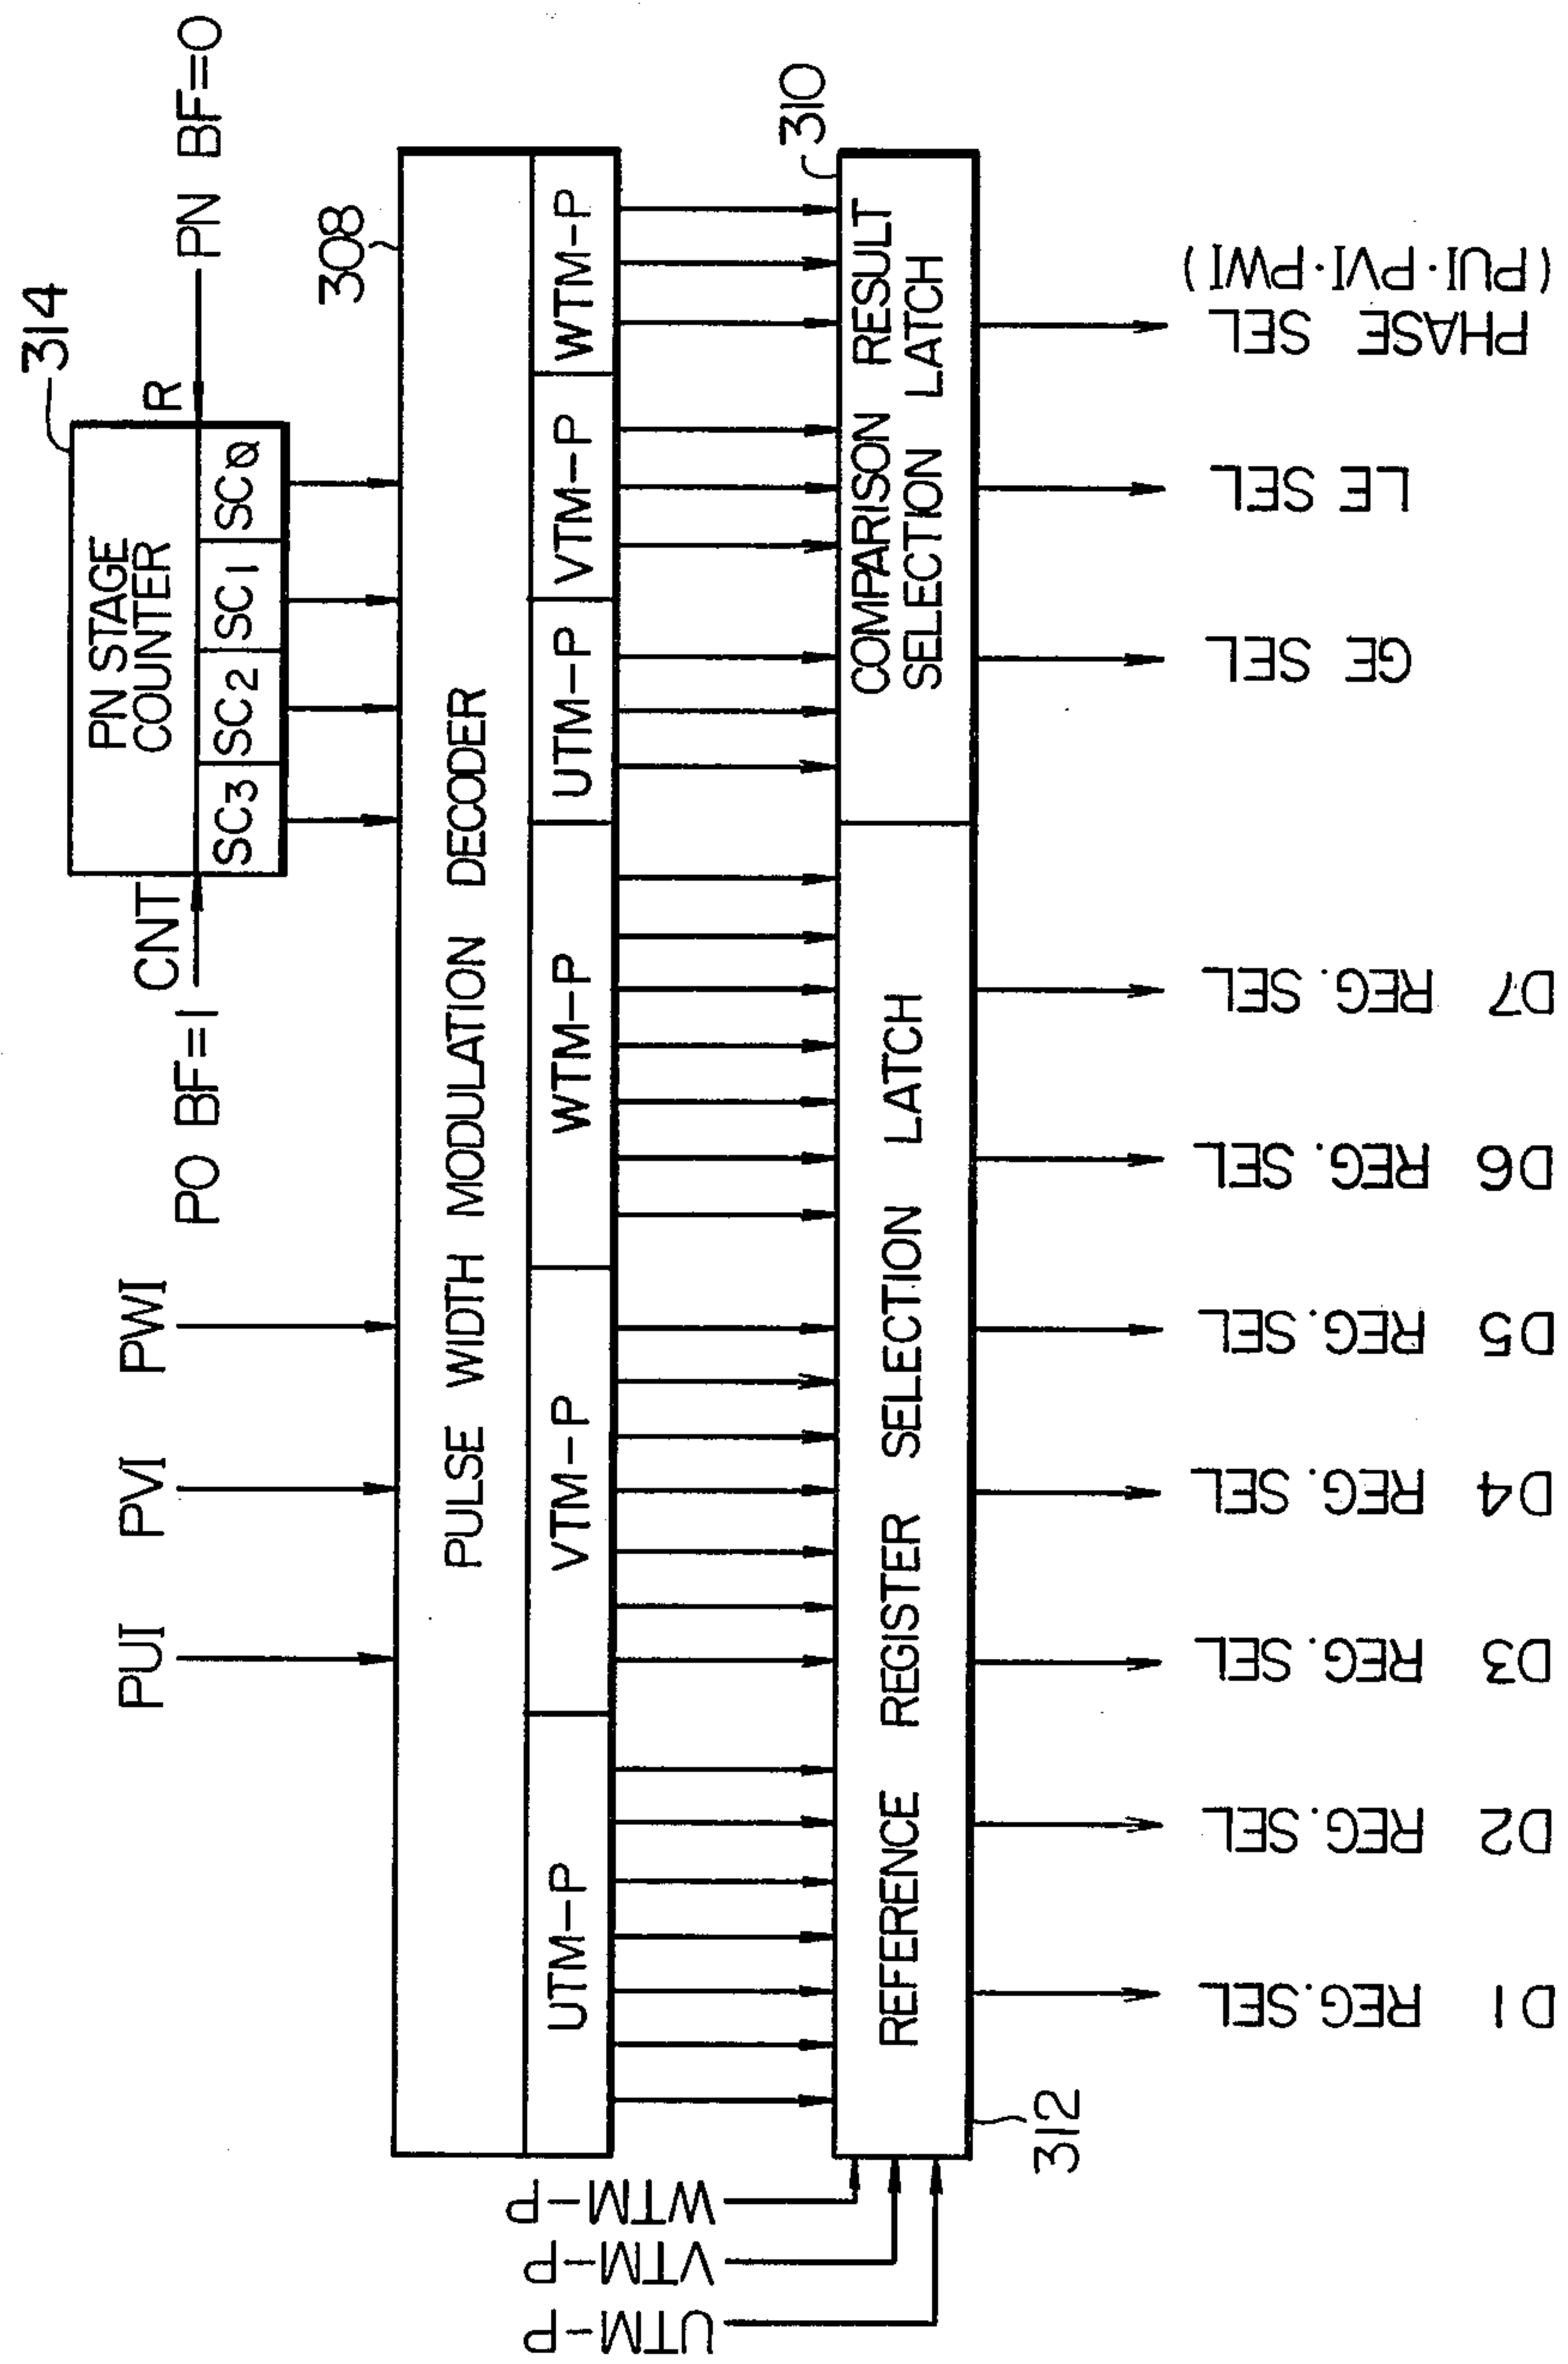 314
PN STAGE
COUNTER
CNT
R
PO BF=1
PN BF=0
SC3
SC2
SC1
SC0
PUI
PVI
PWI
308
PULSE WIDTH MODULATION DECODER
UTM-P
VTM-P
WTM-P
UTM-P
VTM-P
WTM-P
310
UTM-P
VTM-P
WTM-P
REFERENCE REGISTER SELECTION LATCH
COMPARISON RESULT
SELECTION LATCH
312
D1 REG.SEL
D2 REG.SEL
D3 REG.SEL
D4 REG.SEL
D5 REG.SEL
D6 REG.SEL
D7 REG.SEL
GE SEL
LE SEL
PHASE SEL
(PUI·PVI·PWI)